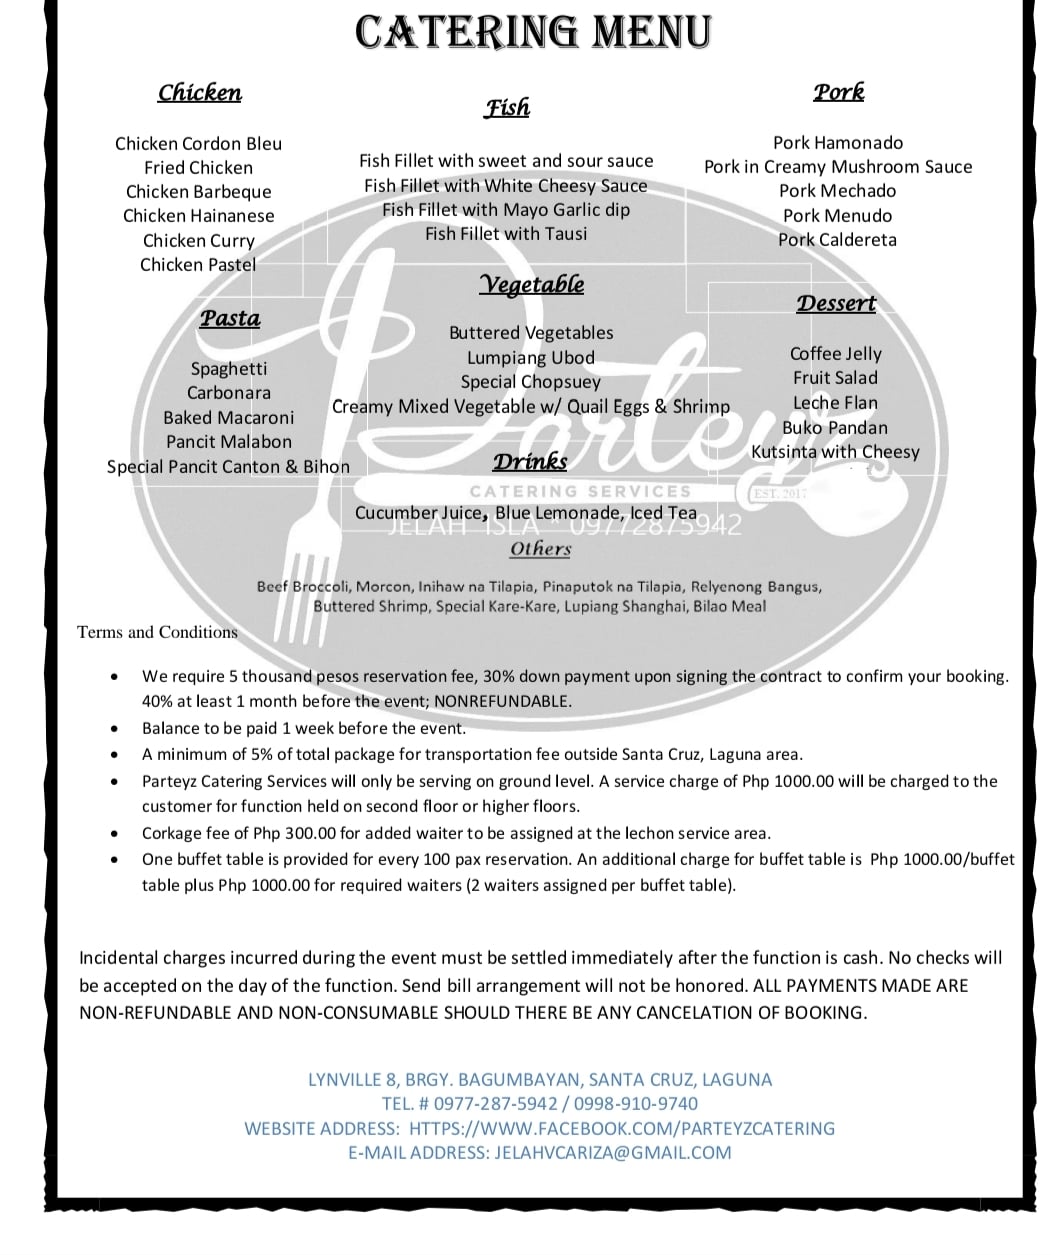 CATERING MENU
Chicken
Chicken Cordon Bleu
Fried Chicken
Chicken Barbeque
Chicken Hainanese
Chicken Curry
Chicken Pastel
Fish
Fish Fillet with sweet and sour sauce
Fish Fillet with White Cheesy Sauce
Fish Fillet with Mayo Garlic dip
Fish Fillet with Tausi
Pork
Pork Hamonado
Pork in Creamy Mushroom Sauce
Pork Mechado
Pork Menudo
Pork Caldereta
Pasta
Spaghetti
Carbonara
Baked Macaroni
Pancit Malabon
Special Pancit Canton & Bihon
Vegetable
Buttered Vegetables
Lumpiang Ubod
Special Chopsuey
Creamy Mixed Vegetable w/ Quail Eggs & Shrimp
Dessert
Coffee Jelly
Fruit Salad
Leche Flan
Buko Pandan
Kutsinta with Cheesy
Parteyz
CATERING SERVICES
EST. 2017
JELAH ISLA * 09772875942
Drinks
Cucumber Juice, Blue Lemonade, Iced Tea
Others
Beef Broccoli, Morcon, Inihaw na Tilapia, Pinaputok na Tilapia, Relyenong Bangus,
Buttered Shrimp, Special Kare-Kare, Lupiang Shanghai, Bilao Meal
Terms and Conditions
• We require 5 thousand pesos reservation fee, 30% down payment upon signing the contract to confirm your booking.
40% at least 1 month before the event; NONREFUNDABLE.
• Balance to be paid 1 week before the event.
• A minimum of 5% of total package for transportation fee outside Santa Cruz, Laguna area.
• Parteyz Catering Services will only be serving on ground level. A service charge of Php 1000.00 will be charged to the
customer for function held on second floor or higher floors.
• Corkage fee of Php 300.00 for added waiter to be assigned at the lechon service area.
• One buffet table is provided for every 100 pax reservation. An additional charge for buffet table is Php 1000.00/buffet
table plus Php 1000.00 for required waiters (2 waiters assigned per buffet table).
Incidental charges incurred during the event must be settled immediately after the function is cash. No checks will
be accepted on the day of the function. Send bill arrangement will not be honored. ALL PAYMENTS MADE ARE
NON-REFUNDABLE AND NON-CONSUMABLE SHOULD THERE BE ANY CANCELATION OF BOOKING.
LYNVILLE 8, BRGY. BAGUMBAYAN, SANTA CRUZ, LAGUNA
TEL. # 0977-287-5942 / 0998-910-9740
WEBSITE ADDRESS: HTTPS://WWW.FACEBOOK.COM/PARTEYZCATERING
E-MAIL ADDRESS: JELAHVCARIZA@GMAIL.COM